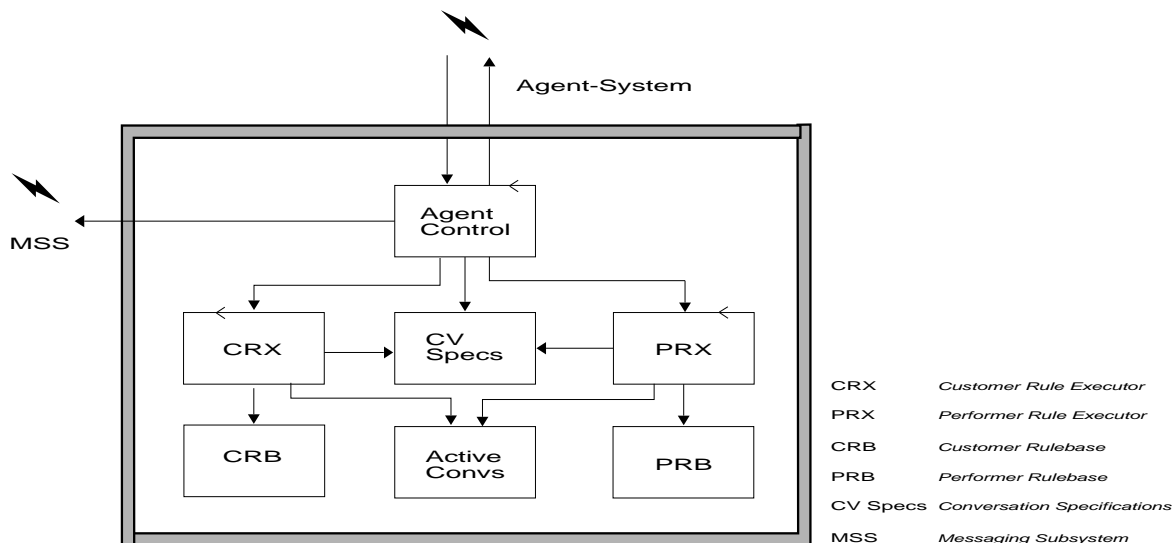 Agent-System
Agent
Control
MSS
CRX
CV
Specs
PRX
CRB
Active
Convs
PRB
CRX Customer Rule Executor
PRX Performer Rule Executor
CRB Customer Rulebase
PRB Performer Rulebase
CV Specs Conversation Specifications
MSS Messaging Subsystem